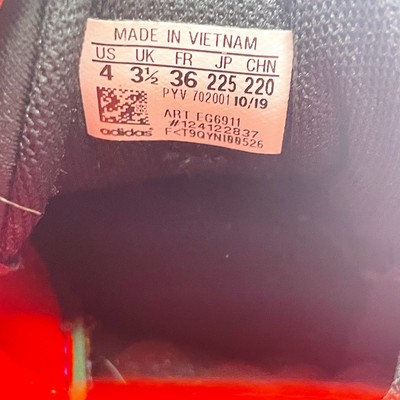 MADE IN VIETNAM
US UK FR JP CHN
4 3½ 36 225 220
PYV 702001 10/19
ART EG6911
#124122837
adidas F<T9QYN100526